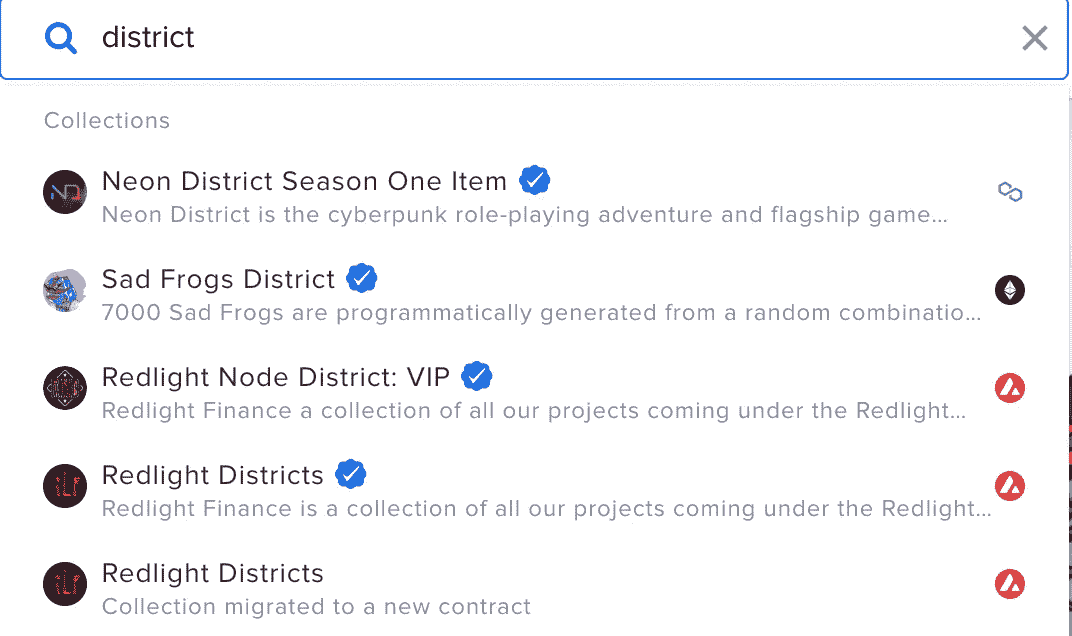 district
Collections
Neon District Season One Item
Neon District is the cyberpunk role-playing adventure and flagship game...
Sad Frogs District
7000 Sad Frogs are programmatically generated from a random combinatio...
Redlight Node District: VIP
Redlight Finance a collection of all our projects coming under the Redlight...
Redlight Districts
Redlight Finance is a collection of all our projects coming under the Redlight...
Redlight Districts
Collection migrated to a new contract